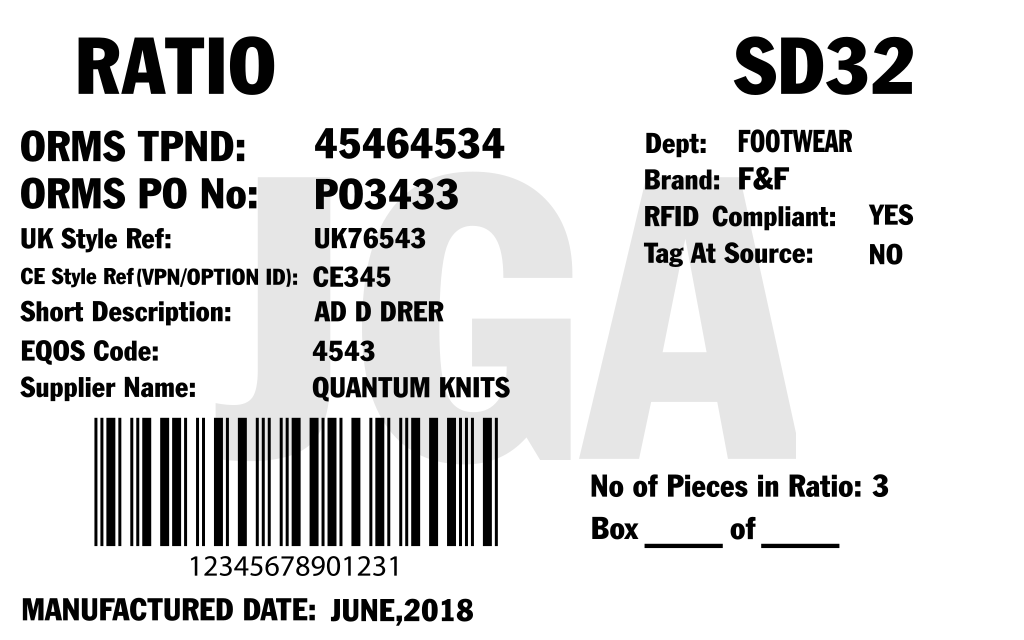 RATIO SD32
ORMS TPND: 45464534
ORMS PO No: PO3433
UK Style Ref: UK76543
CE Style Ref(VPN/OPTION ID): CE345
Short Description: AD D DRER
EQOS Code: 4543
Supplier Name: QUANTUM KNITS
Dept: FOOTWEAR
Brand: F&F
RFID Compliant: YES
Tag At Source: NO
JGA
12345678901231
MANUFACTURED DATE: JUNE,2018
No of Pieces in Ratio: 3
Box _____ of _____